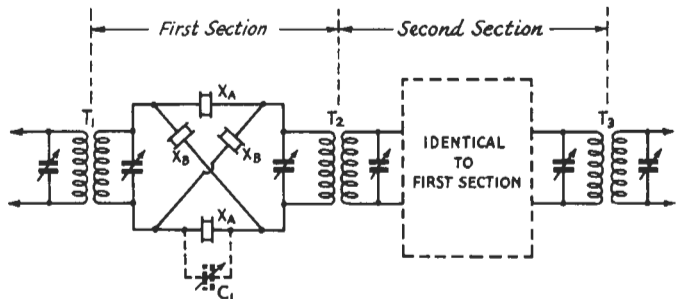 First Section
Second Section
T1
XA
XB
XB
XA
C1
T2
IDENTICAL
TO
FIRST SECTION
T3